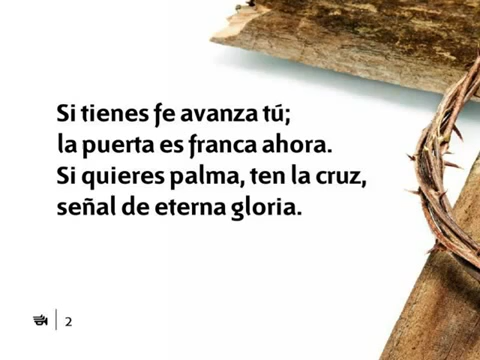 Si tienes fe avanza tú;
la puerta es franca ahora.
Si quieres palma, ten la cruz,
señal de eterna gloria.
2